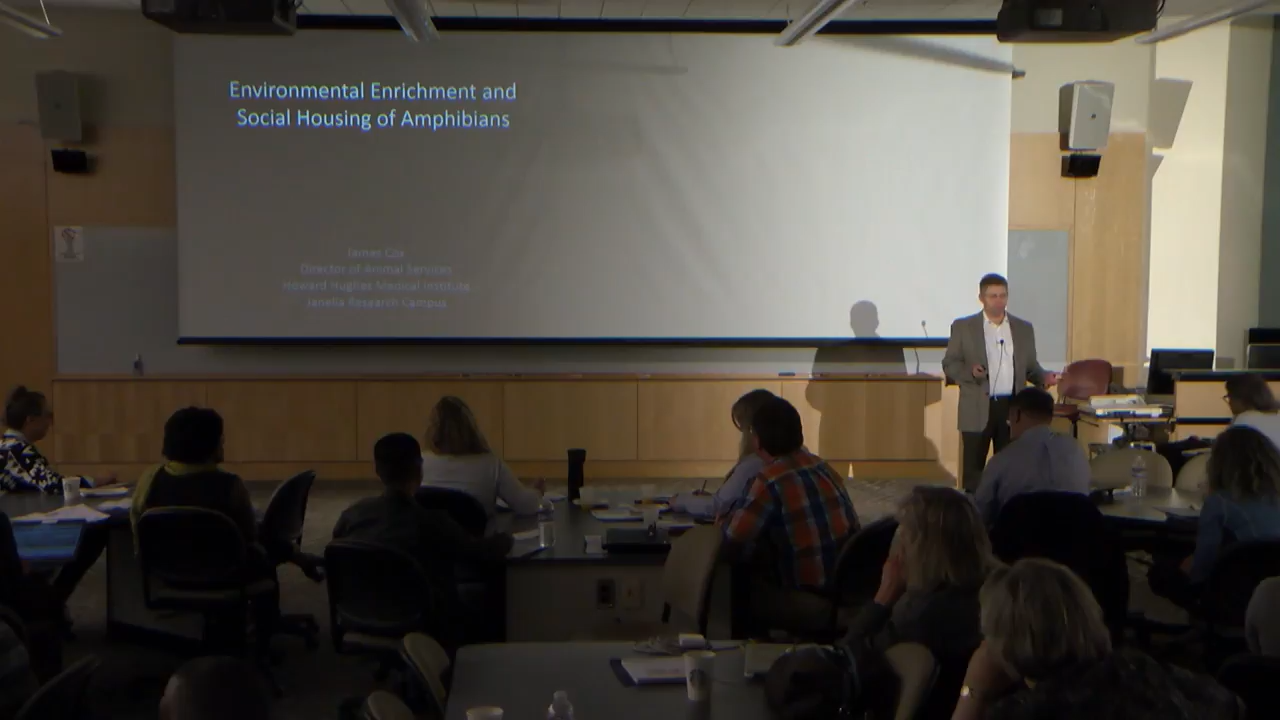 Environmental Enrichment and
Social Housing of Amphibians
James Cox
Director of Animal Services
Howard Hughes Medical Institute
Janelia Research Campus